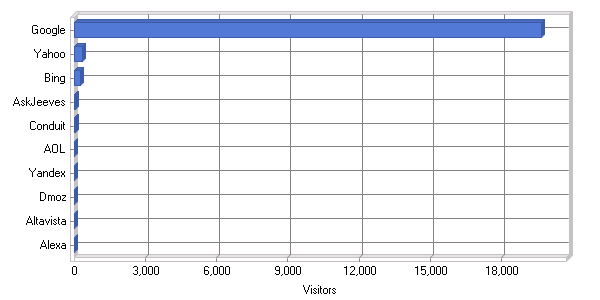 Google
Yahoo
Bing
AskJeeves
Conduit
AOL
Yandex
Dmoz
Altavista
Alexa
0 3,000 6,000 9,000 12,000 15,000 18,000
Visitors